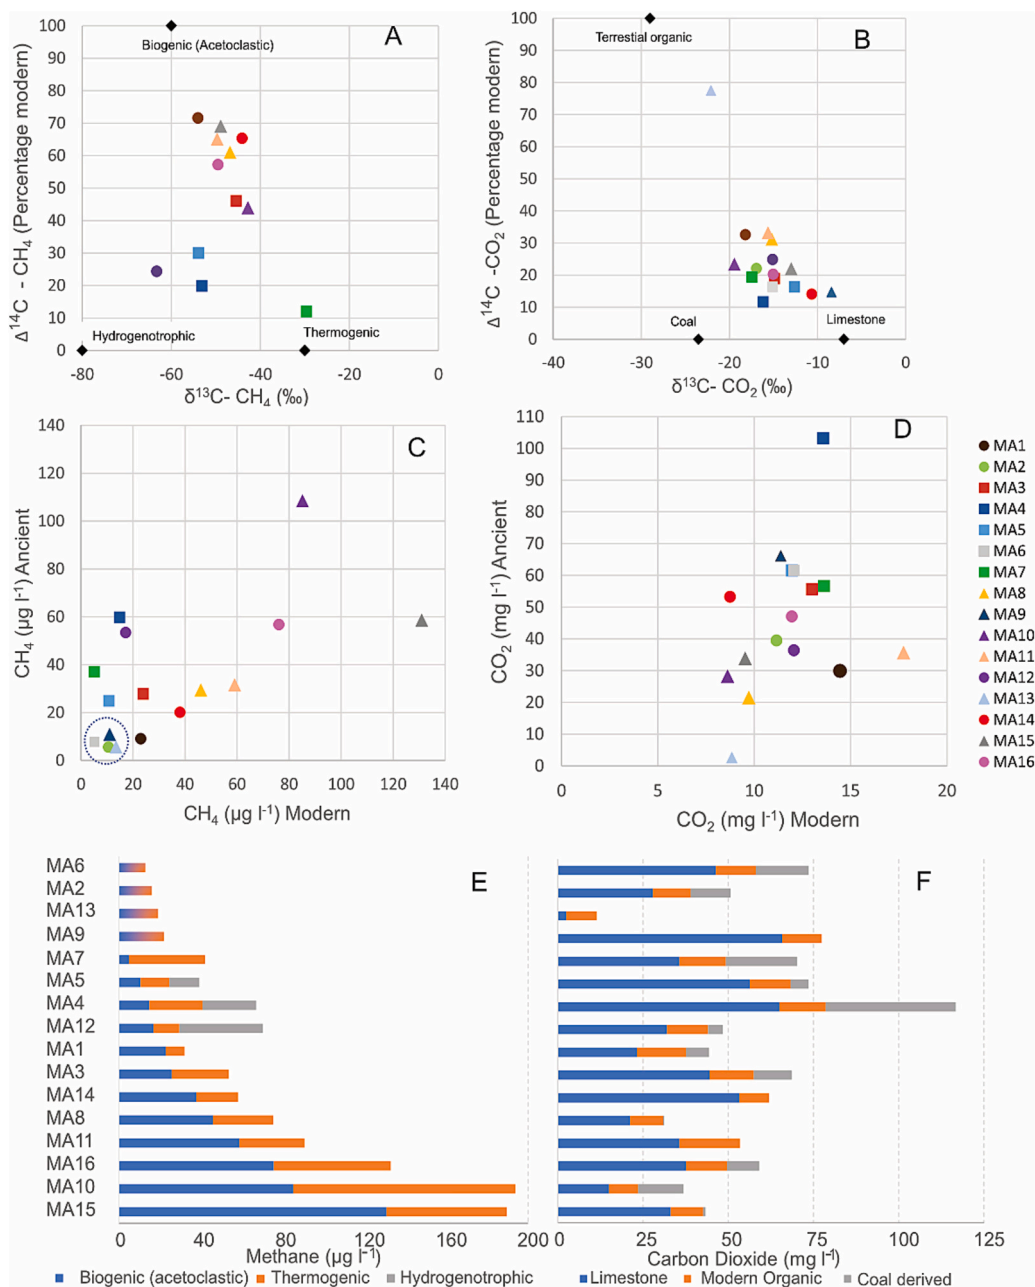 A
Biogenic (Acetoclastic)
Δ¹⁴C - CH₄ (Percentage modern)
100
90
80
70
60
50
40
30
20
10
0
Hydrogenotrophic
Thermogenic
-80
-60
-40
-20
0
δ¹³C- CH₄ (‰)
B
Terrestial organic
Δ¹⁴C -CO₂ (Percentage modern)
100
90
80
70
60
50
40
30
20
10
0
Coal
Limestone
-40
-30
-20
-10
0
δ¹³C- CO₂ (‰)
C
CH₄ (µg l⁻¹) Ancient
140
120
100
80
60
40
20
0
0
20
40
60
80
100
120
140
CH₄ (µg l⁻¹) Modern
D
CO₂ (mg l⁻¹) Ancient
110
100
90
80
70
60
50
40
30
20
10
0
0
5
10
15
20
CO₂ (mg l⁻¹) Modern
MA1
MA2
MA3
MA4
MA5
MA6
MA7
MA8
MA9
MA10
MA11
MA12
MA13
MA14
MA15
MA16
E
MA6
MA2
MA13
MA9
MA7
MA5
MA4
MA12
MA1
MA3
MA14
MA8
MA11
MA16
MA10
MA15
0 40 80 120 160 200
Methane (µg l⁻¹)
Biogenic (acetoclastic) Thermogenic Hydrogenotrophic
F
0 25 50 75 100 125
Carbon Dioxide (mg l⁻¹)
Limestone Modern Organic Coal derived